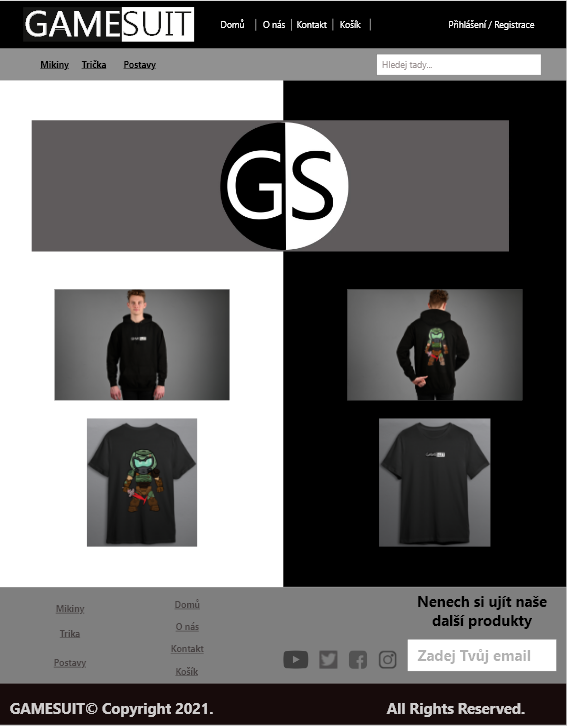 GAMESUIT
Domů | O nás | Kontakt | Košík |
Přihlášení / Registrace
Mikiny Trička Postavy
Hledej tady...
GS
Mikiny
Trika
Postavy
Domů
O nás
Kontakt
Košík
Nenech si ujít naše
další produkty
Zadej Tvůj email
GAMESUIT© Copyright 2021.
All Rights Reserved.